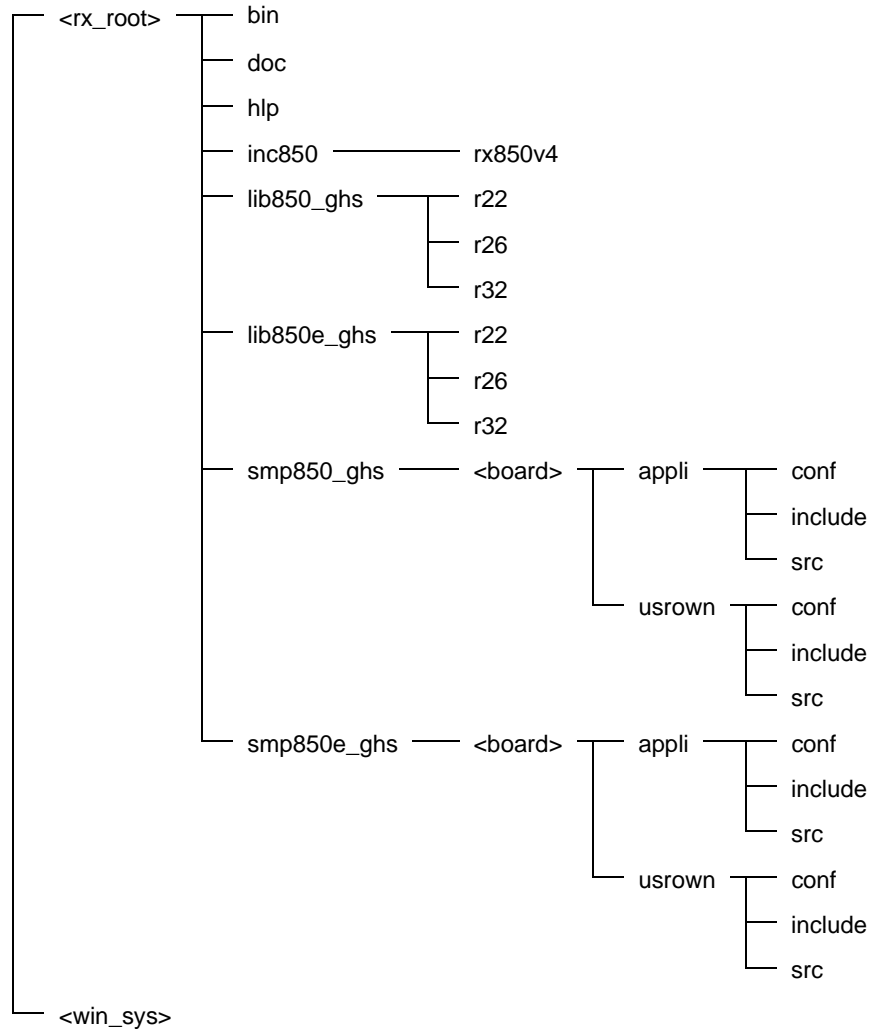 <rx_root> bin
doc
hlp
inc850 rx850v4
lib850_ghs r22
r26
r32
lib850e_ghs r22
r26
r32
smp850_ghs <board> appli conf
include
src
usrown conf
include
src
smp850e_ghs <board> appli conf
include
src
usrown conf
include
src
<win_sys>